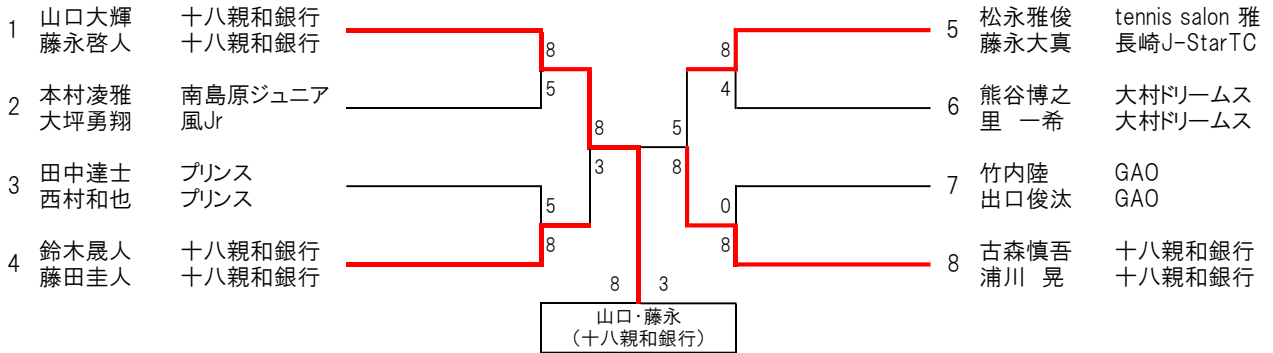 1 山口大輝 十八親和銀行
藤永啓人 十八親和銀行
2 本村凌雅 南島原ジュニア
大坪勇翔 風Jr
3 田中達士 プリンス
西村和也 プリンス
4 鈴木晟人 十八親和銀行
藤田圭人 十八親和銀行
8
5
5
8
8
3
8 3
山口・藤永
(十八親和銀行)
5
8
8
4
0
8
5 松永雅俊 tennis salon 雅
藤永大真 長崎J-StarTC
6 熊谷博之 大村ドリームス
里 一希 大村ドリームス
7 竹内陸 GAO
出口俊汰 GAO
8 古森慎吾 十八親和銀行
浦川 晃 十八親和銀行